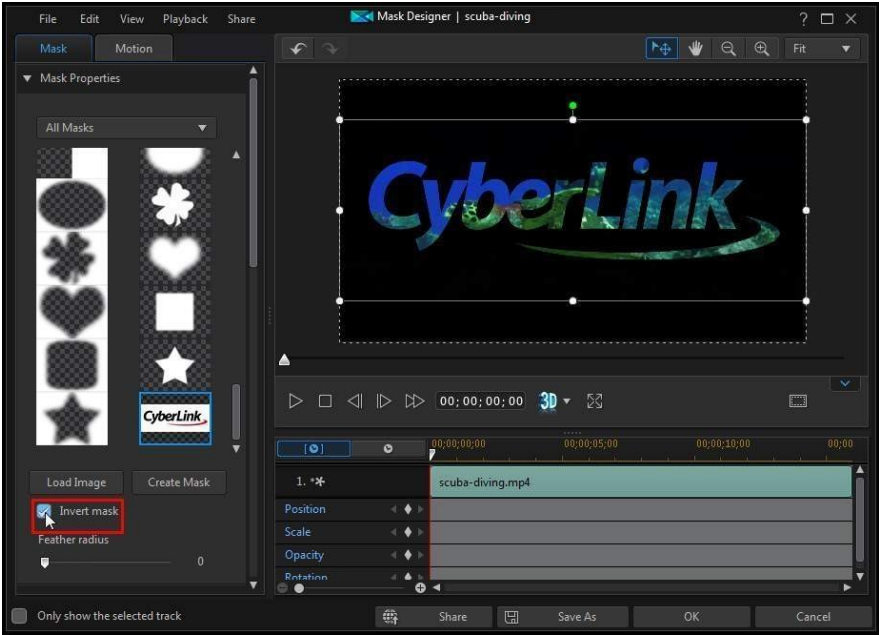 File Edit View Playback Share
Mask Designer | scuba-diving
?
Mask Motion
Mask Properties
All Masks
CyberLink
Load Image Create Mask
Invert mask
Feather radius
0
Fit
CyberLink
00;00;00;00 3D
00;00;00;00 00;00;05;00 00;00;10;00 00;00
1. scuba-diving.mp4
Position
Scale
Opacity
Rotation
Only show the selected track
Share Save As OK Cancel